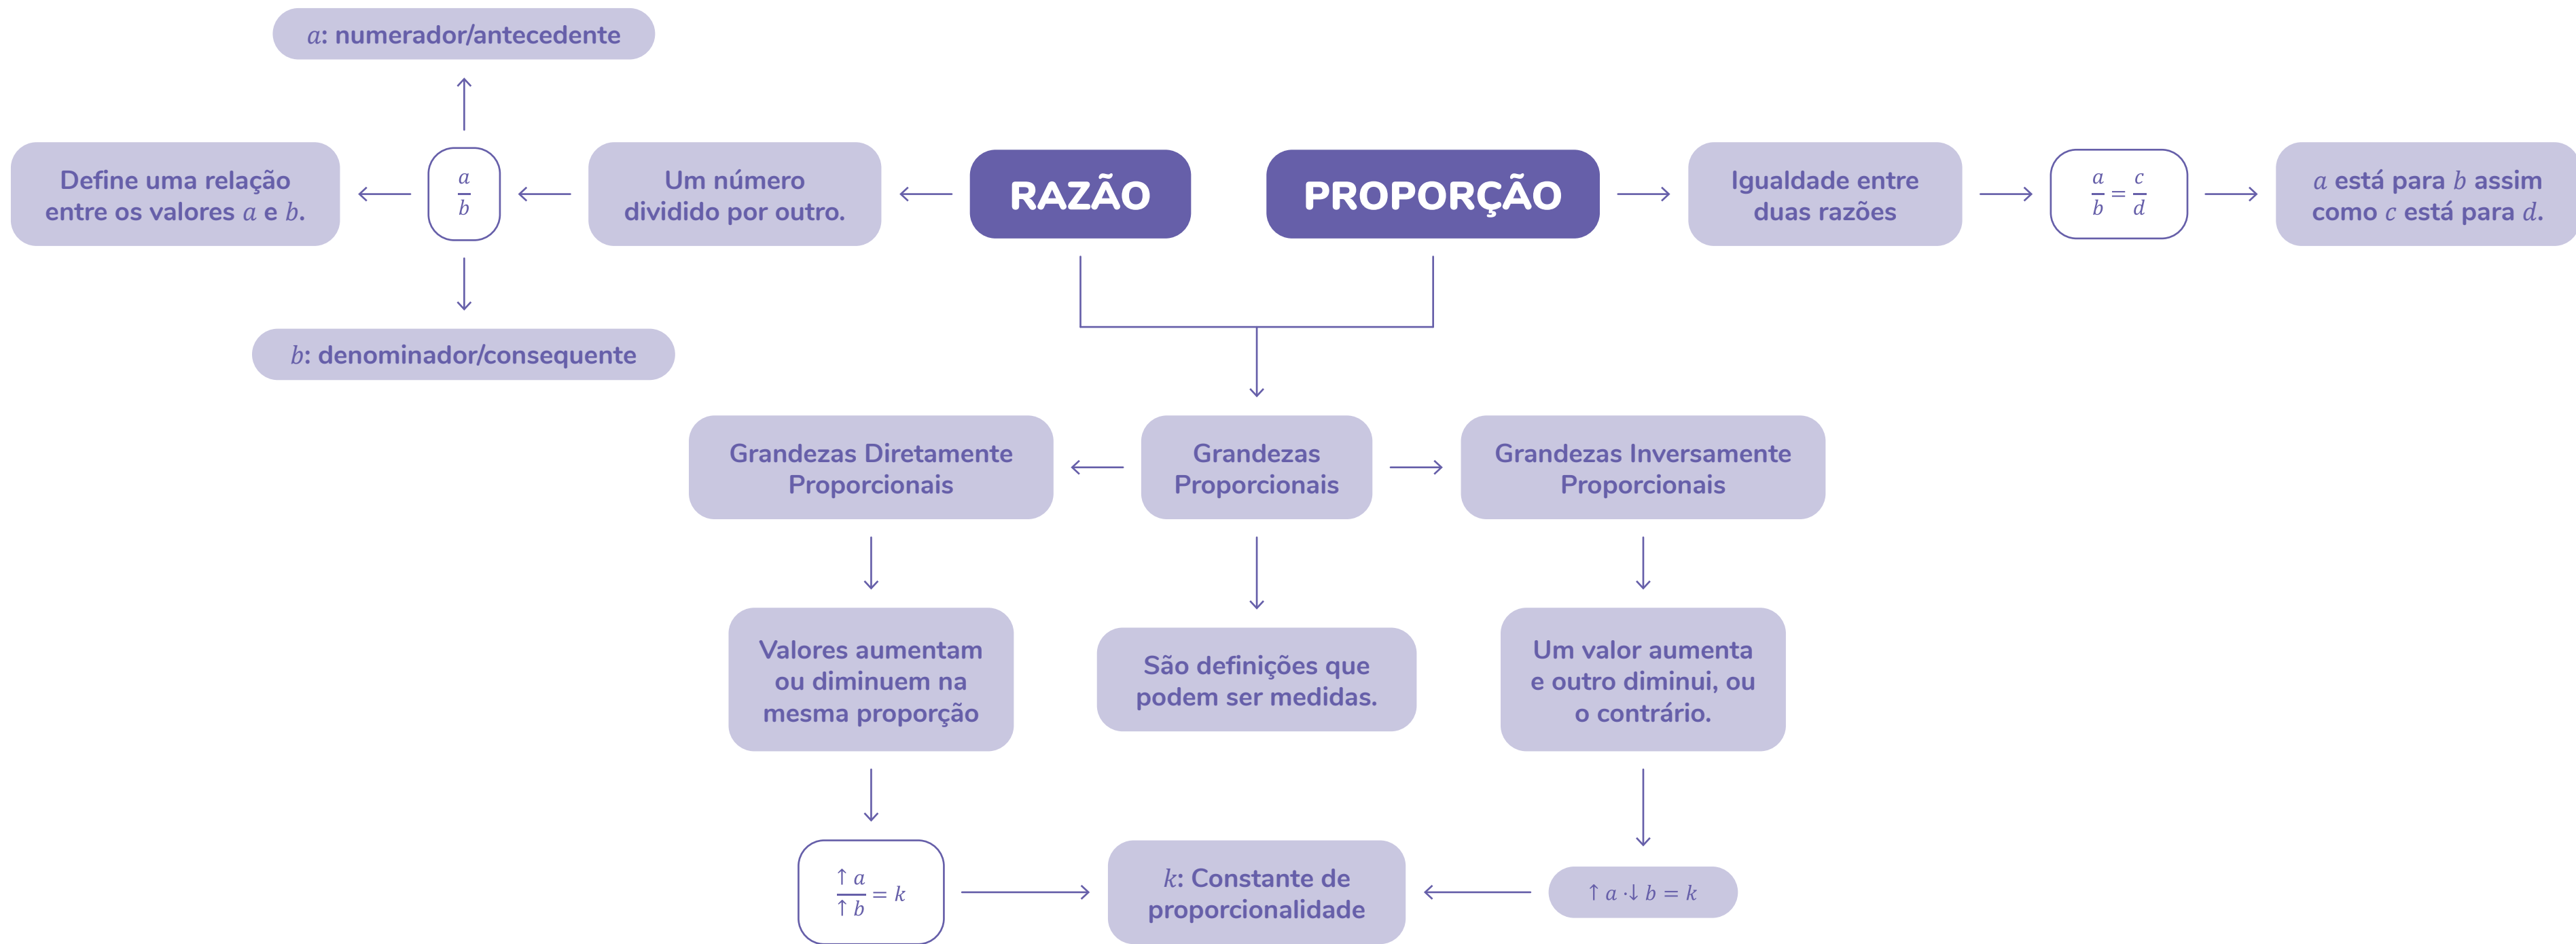 a: numerador/antecedente
Define uma relação
entre os valores a e b.
a
b
Um número
dividido por outro.
RAZÃO
PROPORÇÃO
Igualdade entre
duas razões
a/b = c/d
a está para b assim
como c está para d.
b: denominador/consequente
Grandezas Diretamente
Proporcionais
Grandezas
Proporcionais
Grandezas Inversamente
Proporcionais
Valores aumentam
ou diminuem na
mesma proporção
São definições que
podem ser medidas.
Um valor aumenta
e outro diminui, ou
o contrário.
↑ a / ↑ b = k
k: Constante de
proporcionalidade
↑ a ·↓ b = k